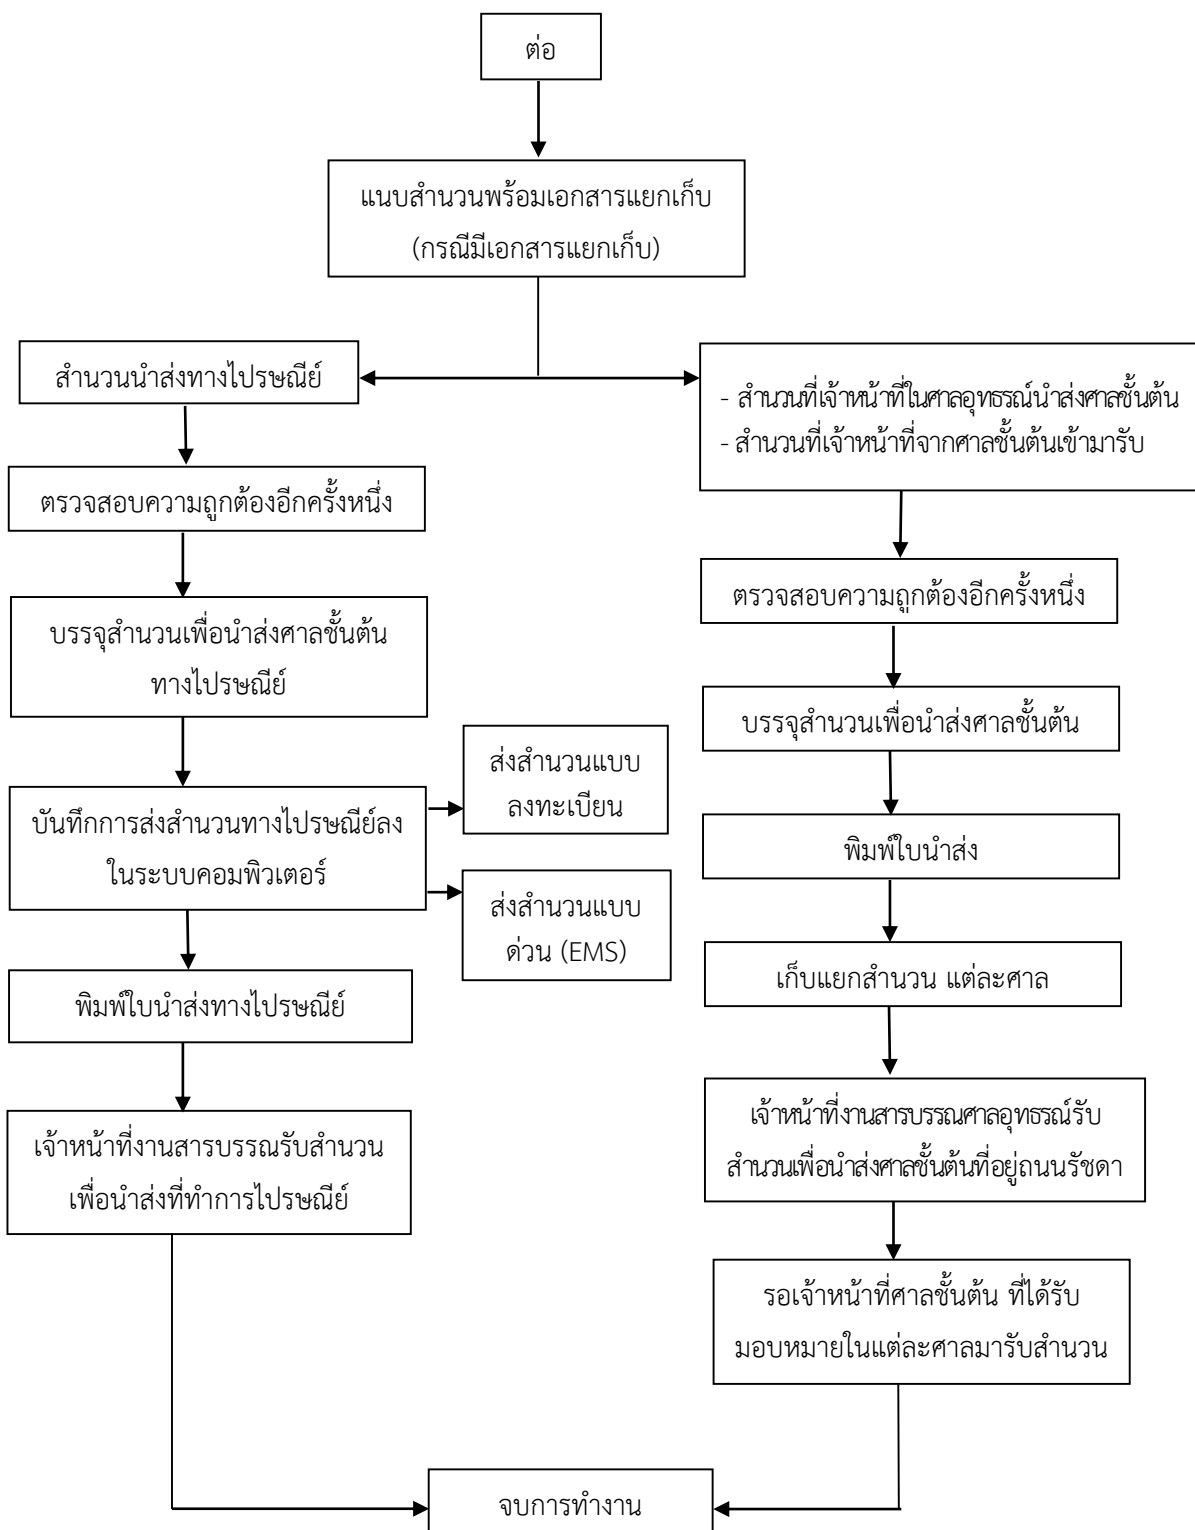 ต่อ
แนบสำนวนพร้อมเอกสารแยกเก็บ
(กรณีมีเอกสารแยกเก็บ)
สำนวนนำส่งทางไปรษณีย์
ตรวจสอบความถูกต้องอีกครั้งหนึ่ง
บรรจุสำนวนเพื่อนำส่งศาลชั้นต้น
ทางไปรษณีย์
บันทึกการส่งสำนวนทางไปรษณีย์ลง
ในระบบคอมพิวเตอร์
ส่งสำนวนแบบ
ลงทะเบียน
ส่งสำนวนแบบ
ด่วน (EMS)
พิมพ์ใบนำส่งทางไปรษณีย์
เจ้าหน้าที่งานสารบรรณรับสำนวน
เพื่อนำส่งที่ทำการไปรษณีย์
- สำนวนที่เจ้าหน้าที่ในศาลอุทธรณ์นำส่งศาลชั้นต้น
- สำนวนที่เจ้าหน้าที่จากศาลชั้นต้นเข้ามารับ
ตรวจสอบความถูกต้องอีกครั้งหนึ่ง
บรรจุสำนวนเพื่อนำส่งศาลชั้นต้น
พิมพ์ใบนำส่ง
เก็บแยกสำนวน แต่ละศาล
เจ้าหน้าที่งานสารบรรณศาลอุทธรณ์รับ
สำนวนเพื่อนำส่งศาลชั้นต้นที่อยู่ถนนรัชดา
รอเจ้าหน้าที่ศาลชั้นต้น ที่ได้รับ
มอบหมายในแต่ละศาลมารับสำนวน
จบการทำงาน